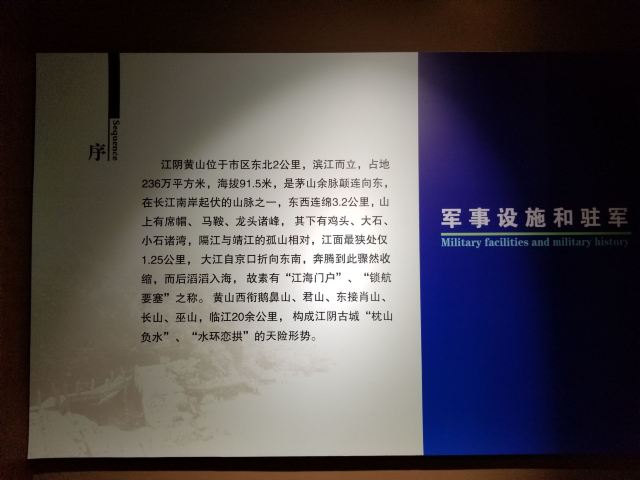 序
Sequence
江阴黄山位于市区东北2公里，滨江而立，占地
236万平方米，海拔91.5米，是茅山余脉颠连向东，
在长江南岸起伏的山脉之一，东西连绵3.2公里，山
上有席帽、马鞍、龙头诸峰， 其下有鸡头、大石、
小石诸湾，隔江与靖江的孤山相对，江面最狭处仅
1.25公里， 大江自京口折向东南，奔腾到此骤然收
缩，而后滔滔入海， 故素有“江海门户”、“锁航
要塞”之称。 黄山西衔鹅鼻山、君山、东接肖山、
长山、巫山，临江20余公里， 构成江阴古城“枕山
负水”、“水环峦拱”的天险形势。
军事设施和驻军
Military facilities and military history